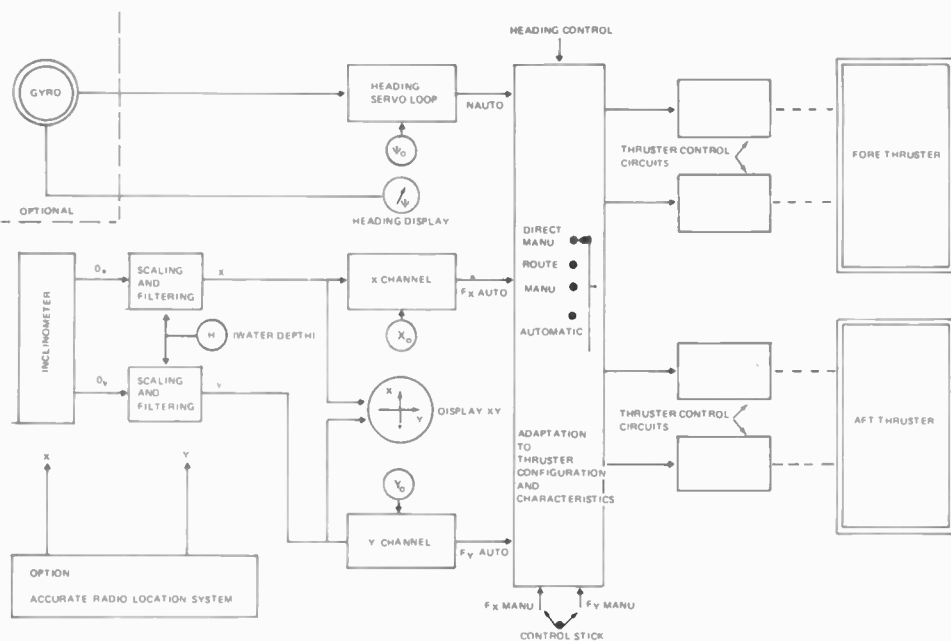 HEADING CONTROL
GYRO
HEADING
SERVO LOOP
NAUTO
Ψo
Ψ
OPTIONAL
HEADING DISPLAY
THRUSTER CONTROL
CIRCUITS
FORE THRUSTER
DIRECT
MANU
ROUTE
MANU
AUTOMATIC
INCLINOMETER
SCALING
AND
FILTERING
X
X CHANNEL
FX AUTO
H
(WATER DEPTH)
Xo
SCALING
AND
FILTERING
X
Y
DISPLAY XY
THRUSTER CONTROL
CIRCUITS
AFT THRUSTER
ADAPTATION
TO
THRUSTER
CONFIGURATION
AND
CHARACTERISTICS
X
Y
Yo
Y CHANNEL
FY AUTO
OPTION
ACCURATE RADIO LOCATION SYSTEM
FX MANU
FY MANU
CONTROL STICK